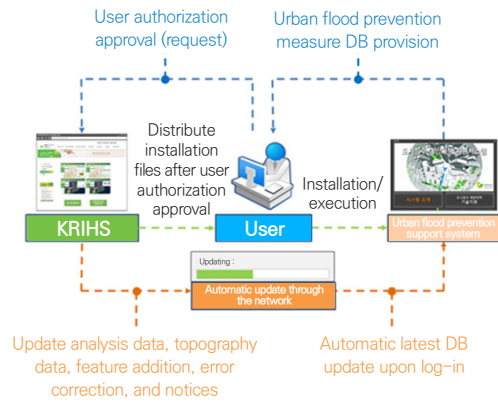 User authorization
approval (request)
Urban flood prevention
measure DB provision
Distribute
installation
files after user
authorization
approval
Installation/
execution
KRIHS
User
Urban flood prevention
support system
Updating :
Automatic update through
the network
Update analysis data, topography
data, feature addition, error
correction, and notices
Automatic latest DB
update upon log-in